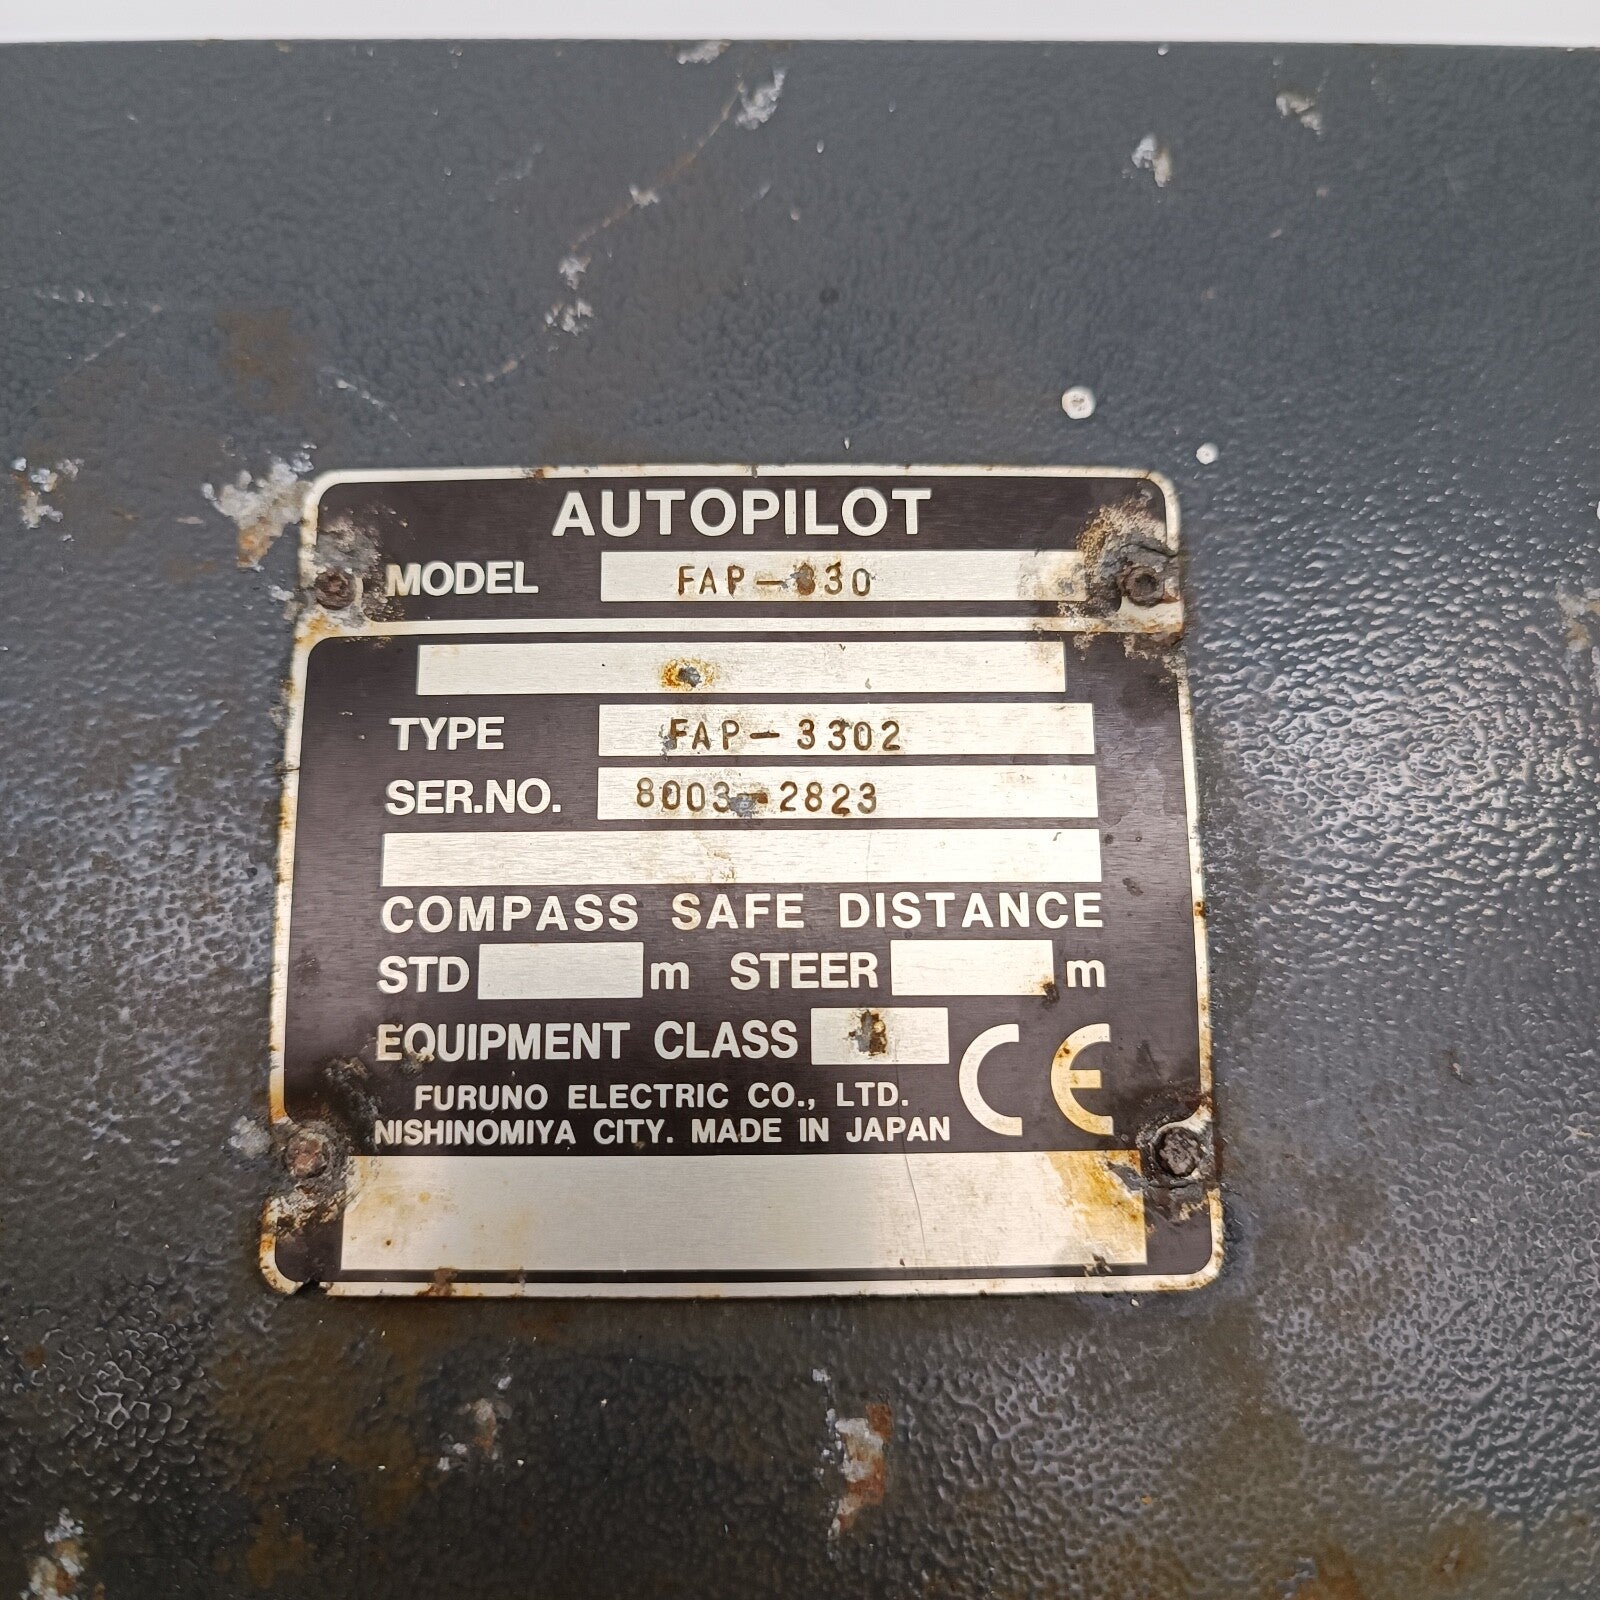 AUTOPILOT
MODEL FAP-330
TYPE FAP-3302
SER.NO. 8003-2823
COMPASS SAFE DISTANCE
STD m STEER m
EQUIPMENT CLASS
CE
FURUNO ELECTRIC CO., LTD.
NISHINOMIYA CITY. MADE IN JAPAN